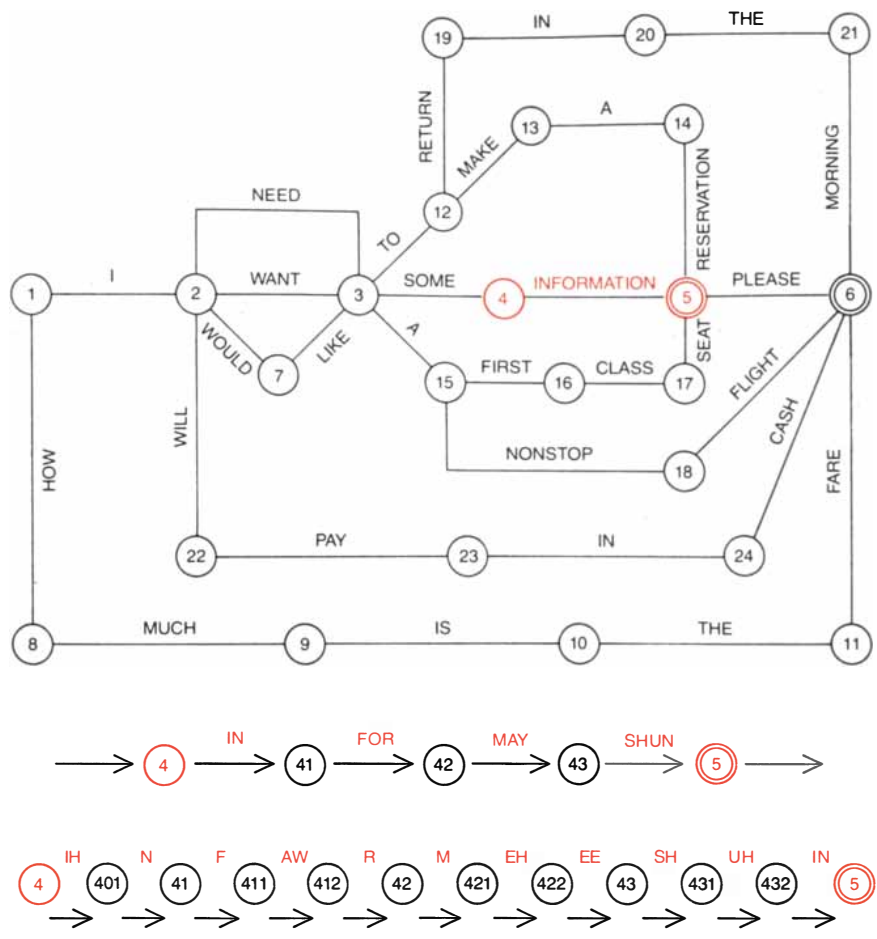 19 IN 20 THE 21
RETURN
MAKE
13 A 14
RESERVATION
MORNING
NEED
12
TO
1 I 2 WANT 3 SOME 4 INFORMATION 5 PLEASE 6
WOULD
7
LIKE
A
15 FIRST 16 CLASS 17
SEAT
FLIGHT
CASH
WILL
HOW
NONSTOP
18
FARE
22 PAY 23 IN 24
8 MUCH 9 IS 10 THE 11
IN FOR MAY SHUN
4 41 42 43 5
IH N F AW R M EH EE SH UH IN
4 401 41 411 412 42 421 422 43 431 432 5